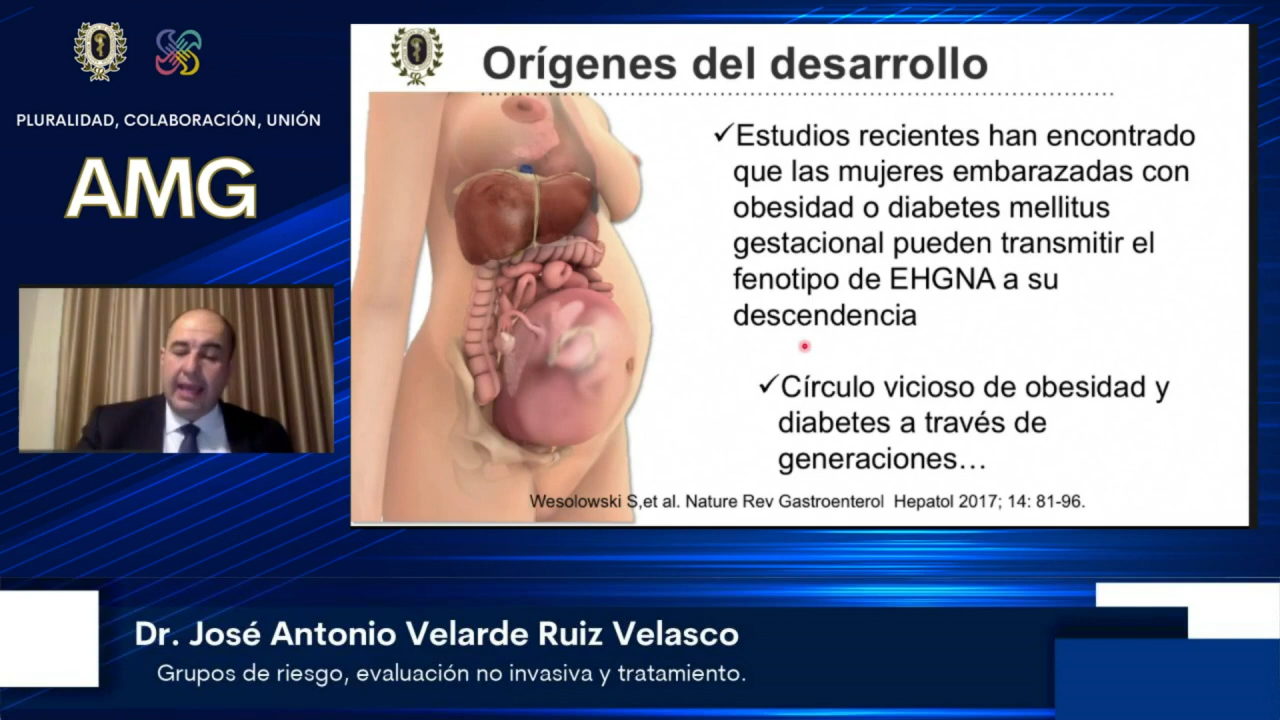 PLURALIDAD, COLABORACIÓN, UNIÓN
AMG
Orígenes del desarrollo
✓Estudios recientes han encontrado
que las mujeres embarazadas con
obesidad o diabetes mellitus
gestacional pueden transmitir el
fenotipo de EHGNA a su
descendencia
✓Círculo vicioso de obesidad y
diabetes a través de
generaciones…
Wesolowski S,et al. Nature Rev Gastroenterol Hepatol 2017; 14: 81-96.
Dr. José Antonio Velarde Ruiz Velasco
Grupos de riesgo, evaluación no invasiva y tratamiento.